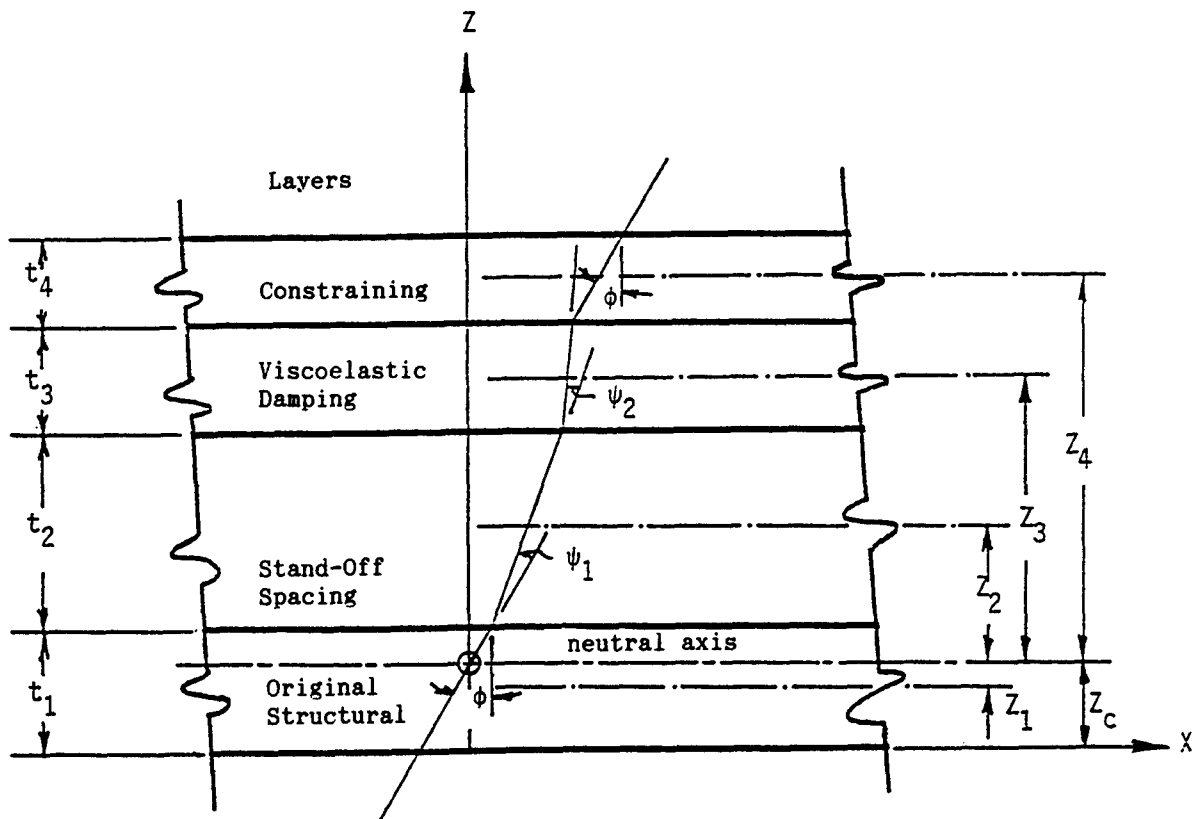 Z
Layers
t4
Constraining
ϕ
t3
Viscoelastic
Damping
ψ2
Z4
t2
Z3
Stand-Off
Spacing
ψ1
Z2
neutral axis
t1
Original
Structural
ϕ
Z1
Zc
X